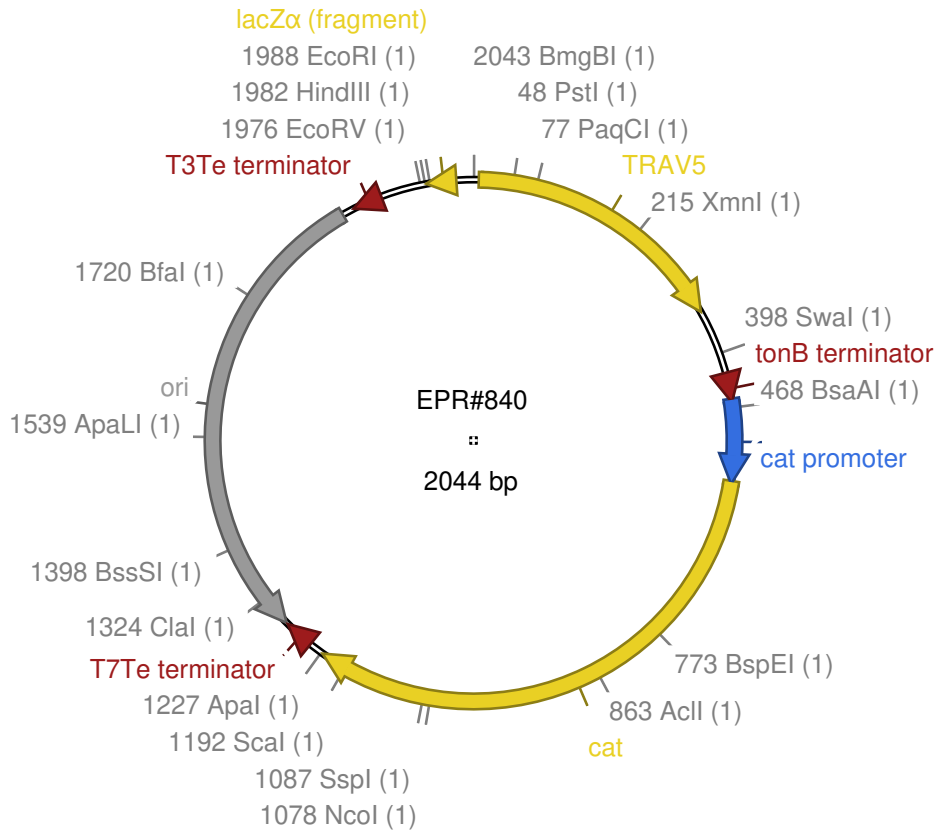 lacZα (fragment)
1988 EcoRI (1)
2043 BmgBI (1)
1982 HindIII (1)
48 PstI (1)
1976 EcoRV (1)
77 PaqCI (1)
T3Te terminator
TRAV5
215 XmnI (1)
1720 BfaI (1)
398 SwaI (1)
tonB terminator
ori
468 BsaAI (1)
EPR#840
1539 ApaLI (1)
cat promoter
2044 bp
1398 BssSI (1)
1324 ClaI (1)
T7Te terminator
773 BspEI (1)
1227 ApaI (1)
863 AclI (1)
1192 ScaI (1)
cat
1087 SspI (1)
1078 NcoI (1)